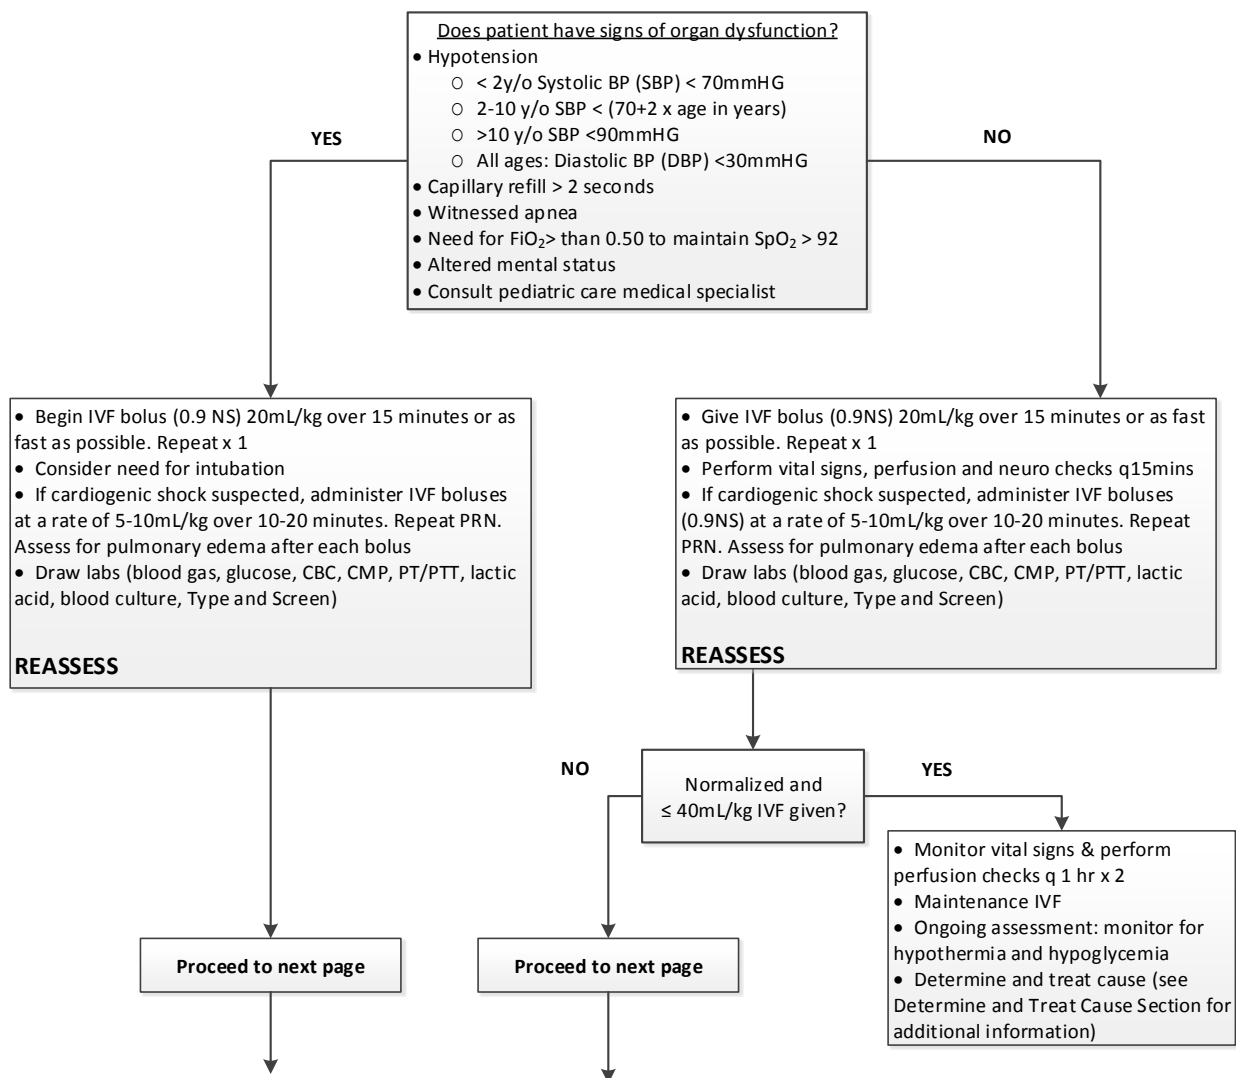 Does patient have signs of organ dysfunction?
• Hypotension
○ < 2y/o Systolic BP (SBP) < 70mmHG
○ 2-10 y/o SBP < (70+2 x age in years)
○ >10 y/o SBP <90mmHG
○ All ages: Diastolic BP (DBP) <30mmHG
• Capillary refill > 2 seconds
• Witnessed apnea
• Need for FiO₂> than 0.50 to maintain SpO₂ > 92
• Altered mental status
• Consult pediatric care medical specialist
YES
NO
• Begin IVF bolus (0.9 NS) 20mL/kg over 15 minutes or as
fast as possible. Repeat x 1
• Consider need for intubation
• If cardiogenic shock suspected, administer IVF boluses
at a rate of 5-10mL/kg over 10-20 minutes. Repeat PRN.
Assess for pulmonary edema after each bolus
• Draw labs (blood gas, glucose, CBC, CMP, PT/PTT, lactic
acid, blood culture, Type and Screen)
REASSESS
• Give IVF bolus (0.9NS) 20mL/kg over 15 minutes or as fast
as possible. Repeat x 1
• Perform vital signs, perfusion and neuro checks q15mins
• If cardiogenic shock suspected, administer IVF boluses
(0.9NS) at a rate of 5-10mL/kg over 10-20 minutes. Repeat
PRN. Assess for pulmonary edema after each bolus
• Draw labs (blood gas, glucose, CBC, CMP, PT/PTT, lactic
acid, blood culture, Type and Screen)
REASSESS
NO
Normalized and
≤ 40mL/kg IVF given?
YES
• Monitor vital signs & perform
perfusion checks q 1 hr x 2
• Maintenance IVF
• Ongoing assessment: monitor for
hypothermia and hypoglycemia
• Determine and treat cause (see
Determine and Treat Cause Section for
additional information)
Proceed to next page
Proceed to next page